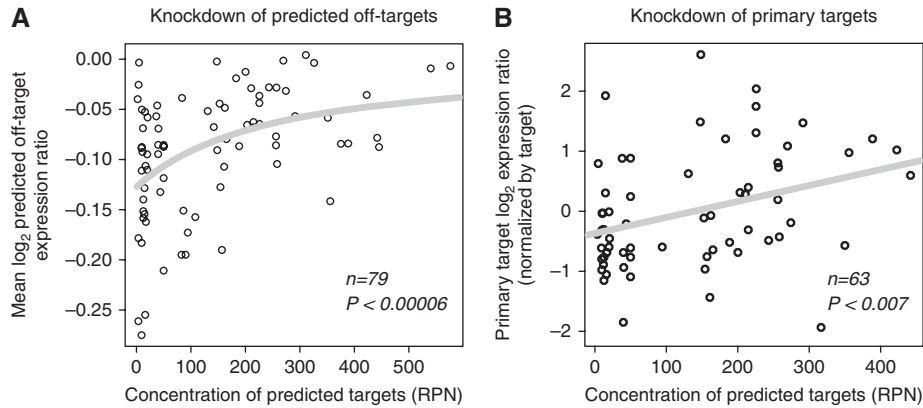 A
Knockdown of predicted off-targets
Mean log2 predicted off-target
expression ratio
0.00
−0.05
−0.10
−0.15
−0.20
−0.25
n=79
P < 0.00006
0 100 200 300 400 500
Concentration of predicted targets (RPN)
B
Knockdown of primary targets
Primary target log2 expression ratio
(normalized by target)
2
1
0
−1
−2
n=63
P < 0.007
0 100 200 300 400
Concentration of predicted targets (RPN)